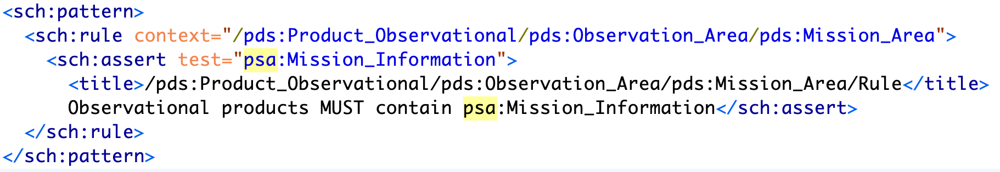 <sch:pattern>
<sch:rule context="/pds:Product_Observational/pds:Observation_Area/pds:Mission_Area">
<sch:assert test="psa:Mission_Information">
<title>/pds:Product_Observational/pds:Observation_Area/pds:Mission_Area/Rule</title>
Observational products MUST contain psa:Mission_Information</sch:assert>
</sch:rule>
</sch:pattern>